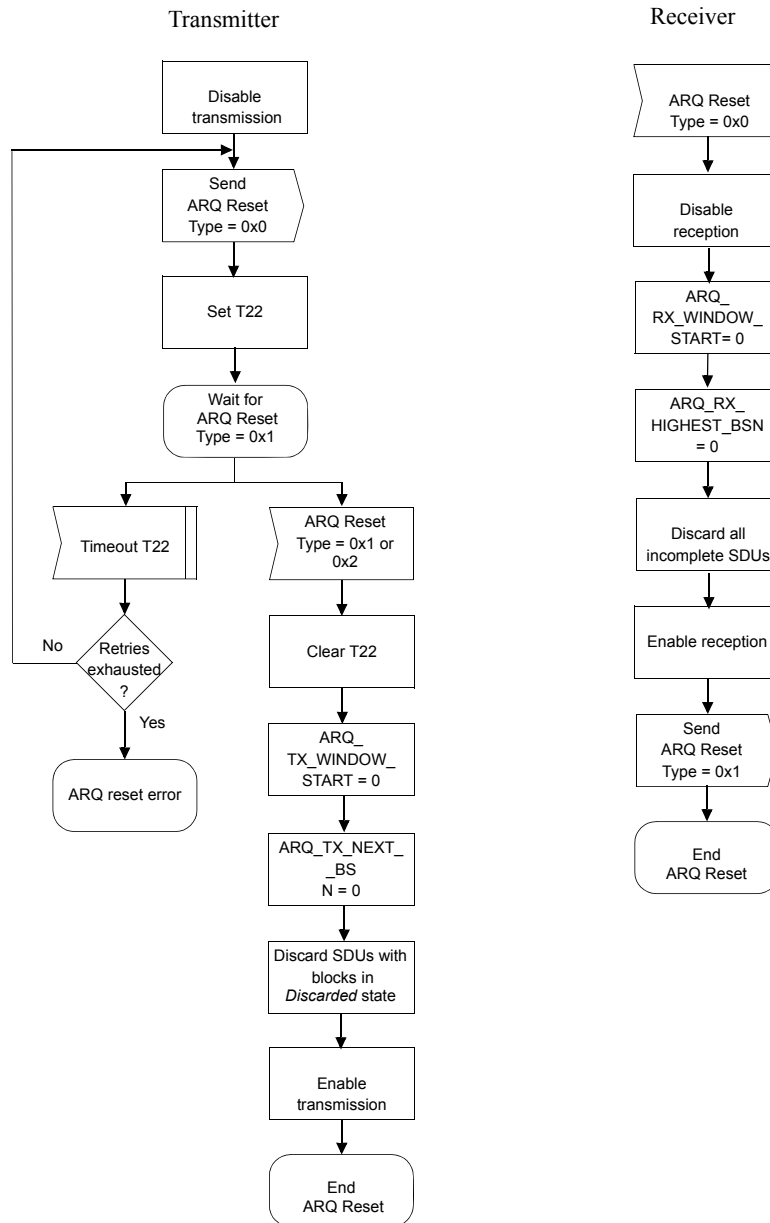 Transmitter
Disable
transmission
Send
ARQ Reset
Type = 0x0
Set T22
Wait for
ARQ Reset
Type = 0x1
Timeout T22
ARQ Reset
Type = 0x1 or
0x2
No
Retries
exhausted
?
Yes
ARQ reset error
Clear T22
ARQ_
TX_WINDOW_
START = 0
ARQ_TX_NEXT_
_BS
N = 0
Discard SDUs with
blocks in
Discarded state
Enable
transmission
End
ARQ Reset
Receiver
ARQ Reset
Type = 0x0
Disable
reception
ARQ_
RX_WINDOW_
START= 0
ARQ_RX_
HIGHEST_BSN
= 0
Discard all
incomplete SDUs
Enable reception
Send
ARQ Reset
Type = 0x1
End
ARQ Reset